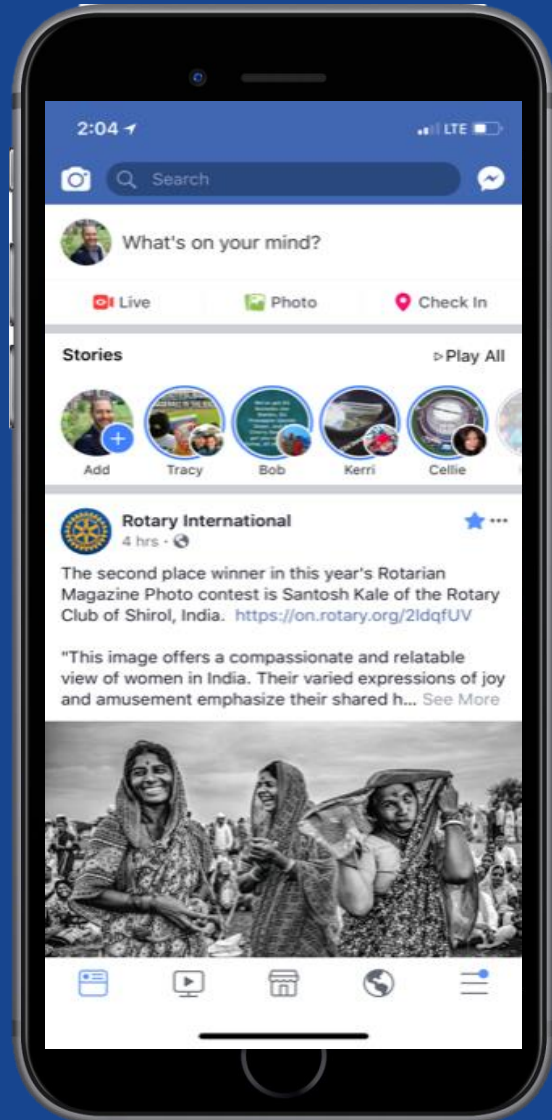 2:04
LTE
Search
What's on your mind?
Live
Photo
Check In
Stories
Play All
Add
Tracy
Bob
Kerri
Cellie
Rotary International
4 hrs ·
The second place winner in this year's Rotarian
Magazine Photo contest is Santosh Kale of the Rotary
Club of Shirol, India. https://on.rotary.org/2ldqfUV
"This image offers a compassionate and relatable
view of women in India. Their varied expressions of joy
and amusement emphasize their shared h... See More